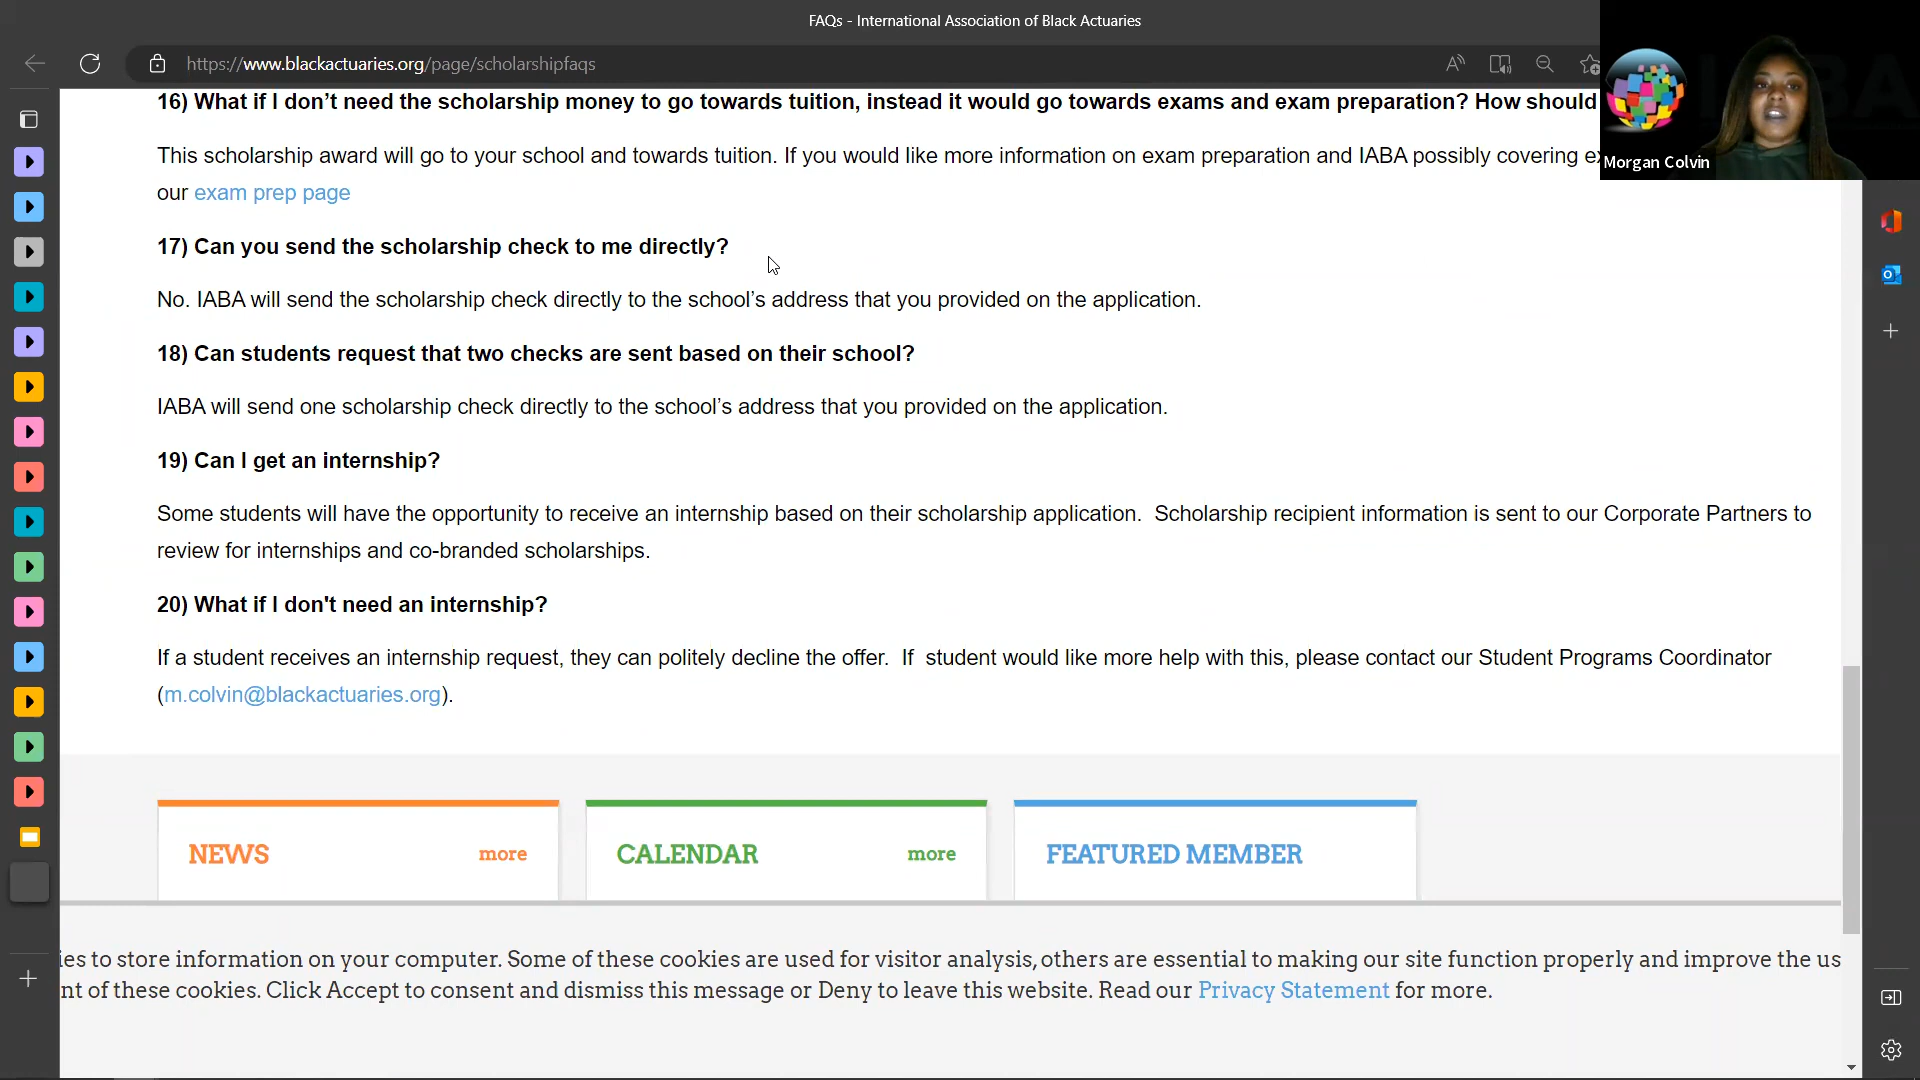 FAQs - International Association of Black Actuaries
https://www.blackactuaries.org/page/scholarshipfaqs
16) What if I don’t need the scholarship money to go towards tuition, instead it would go towards exams and exam preparation? How should
This scholarship award will go to your school and towards tuition. If you would like more information on exam preparation and IABA possibly covering
Morgan Colvin
our exam prep page
17) Can you send the scholarship check to me directly?
No. IABA will send the scholarship check directly to the school’s address that you provided on the application.
18) Can students request that two checks are sent based on their school?
IABA will send one scholarship check directly to the school’s address that you provided on the application.
19) Can I get an internship?
Some students will have the opportunity to receive an internship based on their scholarship application. Scholarship recipient information is sent to our Corporate Partners to
review for internships and co-branded scholarships.
20) What if I don't need an internship?
If a student receives an internship request, they can politely decline the offer. If student would like more help with this, please contact our Student Programs Coordinator
(m.colvin@blackactuaries.org).
NEWS more CALENDAR more FEATURED MEMBER
ies to store information on your computer. Some of these cookies are used for visitor analysis, others are essential to making our site function properly and improve the us
nt of these cookies. Click Accept to consent and dismiss this message or Deny to leave this website. Read our Privacy Statement for more.